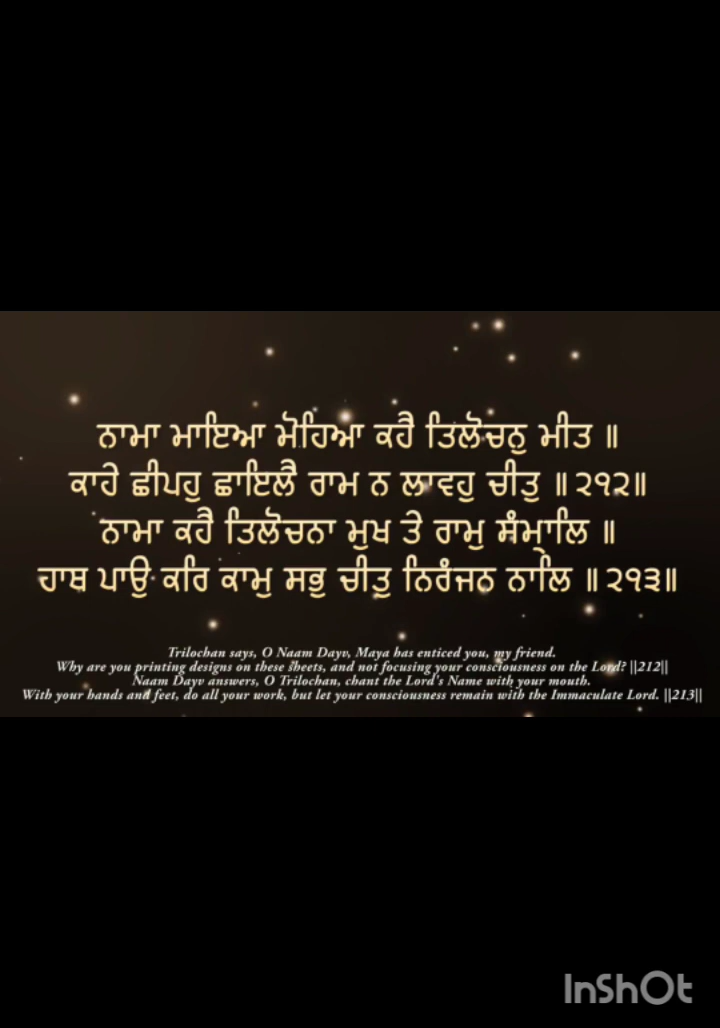 ਨਾਮਾ ਮਾਇਆ ਮੋਹਿਆ ਕਹੈ ਤਿਲੋਚਨੁ ਮੀਤ ॥
ਕਾਹੇ ਛੀਪਹੁ ਛਾਇਲੈ ਰਾਮ ਨ ਲਾਵਹੁ ਚੀਤੁ ॥੨੧੨॥
ਨਾਮਾ ਕਹੈ ਤਿਲੋਚਨਾ ਮੁਖ ਤੇ ਰਾਮੁ ਸੰਮ੍ਹਾਲਿ ॥
ਹਾਥ ਪਾਉ ਕਰਿ ਕਾਮੁ ਸਭੁ ਚੀਤੁ ਨਿਰੰਜਨ ਨਾਲਿ ॥੨੧੩॥
Trilochan says, O Naam Dayv, Maya has enticed you, my friend.
Why are you printing designs on these sheets, and not focusing your consciousness on the Lord? ||212||
Naam Dayv answers, O Trilochan, chant the Lord's Name with your mouth.
With your hands and feet, do all your work, but let your consciousness remain with the Immaculate Lord. ||213||
InShOt